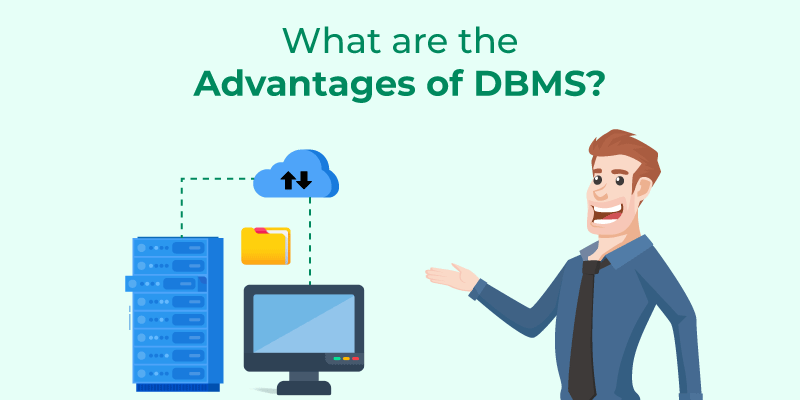 What are the
Advantages of DBMS?